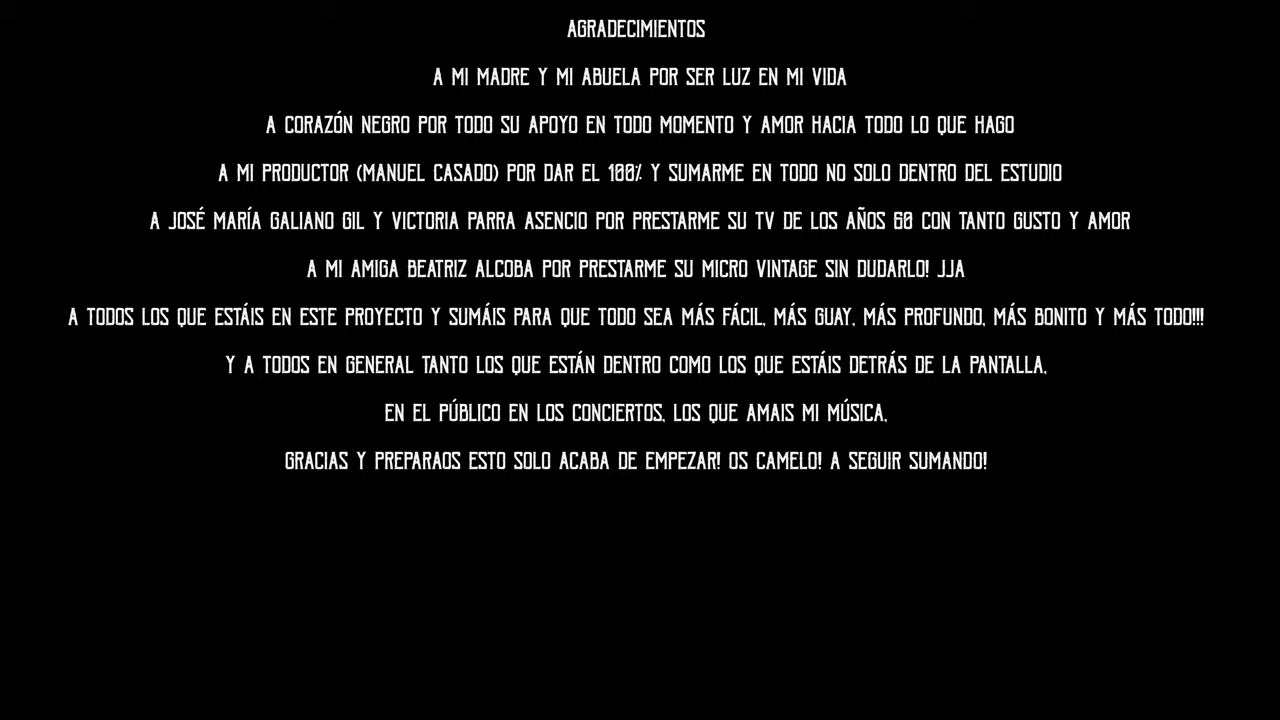 AGRADECIMIENTOS
A MI MADRE Y MI ABUELA POR SER LUZ EN MI VIDA
A CORAZÓN NEGRO POR TODO SU APOYO EN TODO MOMENTO Y AMOR HACIA TODO LO QUE HAGO
A MI PRODUCTOR (MANUEL CASADO) POR DAR EL 100% Y SUMARME EN TODO NO SOLO DENTRO DEL ESTUDIO
A JOSÉ MARÍA GALIANO GIL Y VICTORIA PARRA ASENCIO POR PRESTARME SU TV DE LOS AÑOS 60 CON TANTO GUSTO Y AMOR
A MI AMIGA BEATRIZ ALCOBA POR PRESTARME SU MICRO VINTAGE SIN DUDARLO! JJA
A TODOS LOS QUE ESTÁIS EN ESTE PROYECTO Y SUMÁIS PARA QUE TODO SEA MÁS FÁCIL, MÁS GUAY, MÁS PROFUNDO, MÁS BONITO Y MÁS TODO!!!
Y A TODOS EN GENERAL TANTO LOS QUE ESTÁN DENTRO COMO LOS QUE ESTÁIS DETRÁS DE LA PANTALLA,
EN EL PÚBLICO EN LOS CONCIERTOS, LOS QUE AMAIS MI MÚSICA,
GRACIAS Y PREPARAOS ESTO SOLO ACABA DE EMPEZAR! OS CAMELO! A SEGUIR SUMANDO!